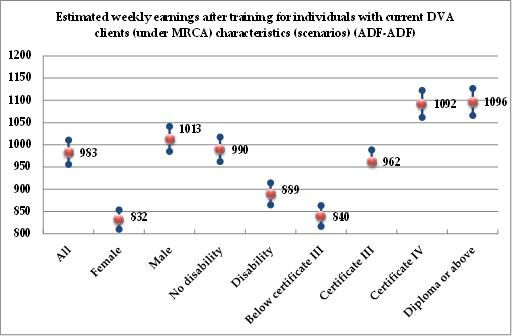 Estimated weekly earnings after training for individuals with current DVA
clients (under MRCA) characteristics (scenarios) (ADF-ADF)
1200
1150
1100
1050
1000
950
900
850
800
983
832
1013
990
889
840
962
1092
1096
All
Female
Male
No disability
Disability
Below certificate III
Certificate III
Certificate IV
Diploma or above